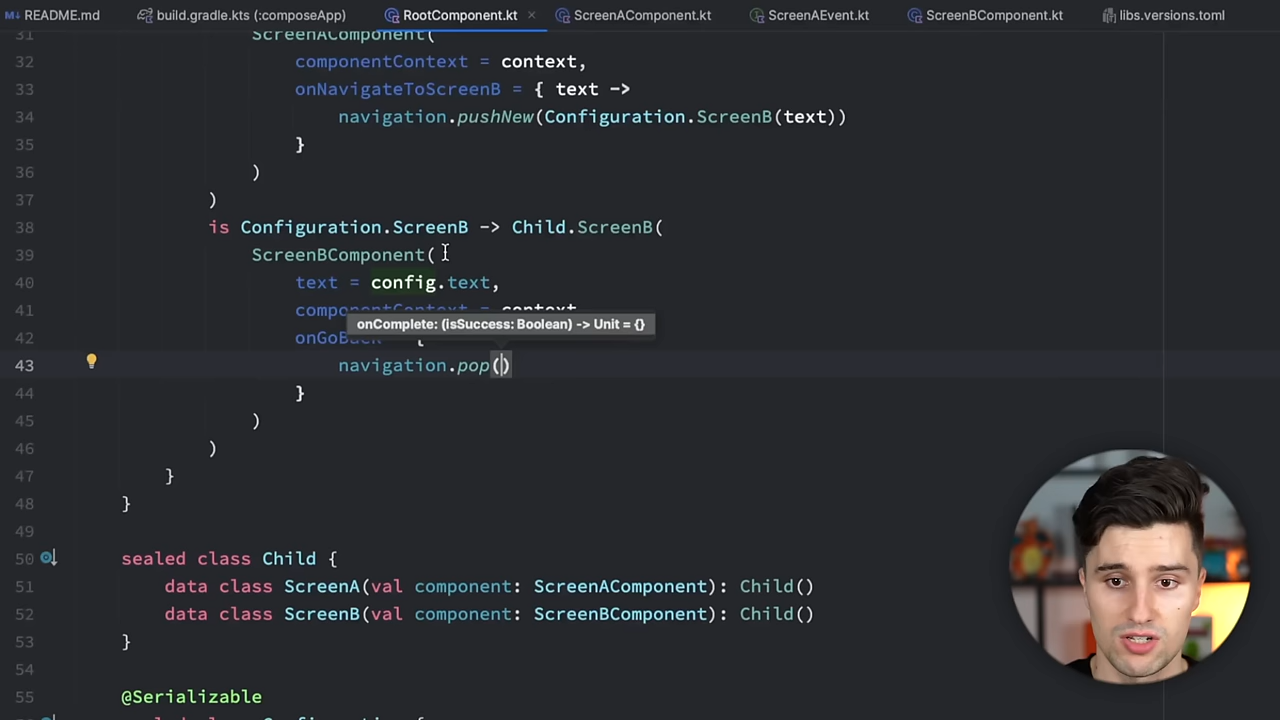 README.md
build.gradle.kts (:composeApp)
RootComponent.kt
ScreenAComponent.kt
ScreenAEvent.kt
ScreenBComponent.kt
libs.versions.toml
31 ScreenAComponent(
32 componentContext = context,
33 onNavigateToScreenB = { text ->
34 navigation.pushNew(Configuration.ScreenB(text))
35 }
36 )
37 )
38 is Configuration.ScreenB -> Child.ScreenB(
39 ScreenBComponent(
40 text = config.text,
41 componentContext = context
onComplete: (isSuccess: Boolean) -> Unit = {}
42 onGoBack {
43 navigation.pop()
44 }
45 )
46 )
47 }
48 }
49
50 sealed class Child {
51 data class ScreenA(val component: ScreenAComponent): Child()
52 data class ScreenB(val component: ScreenBComponent): Child()
53 }
54
55 @Serializable